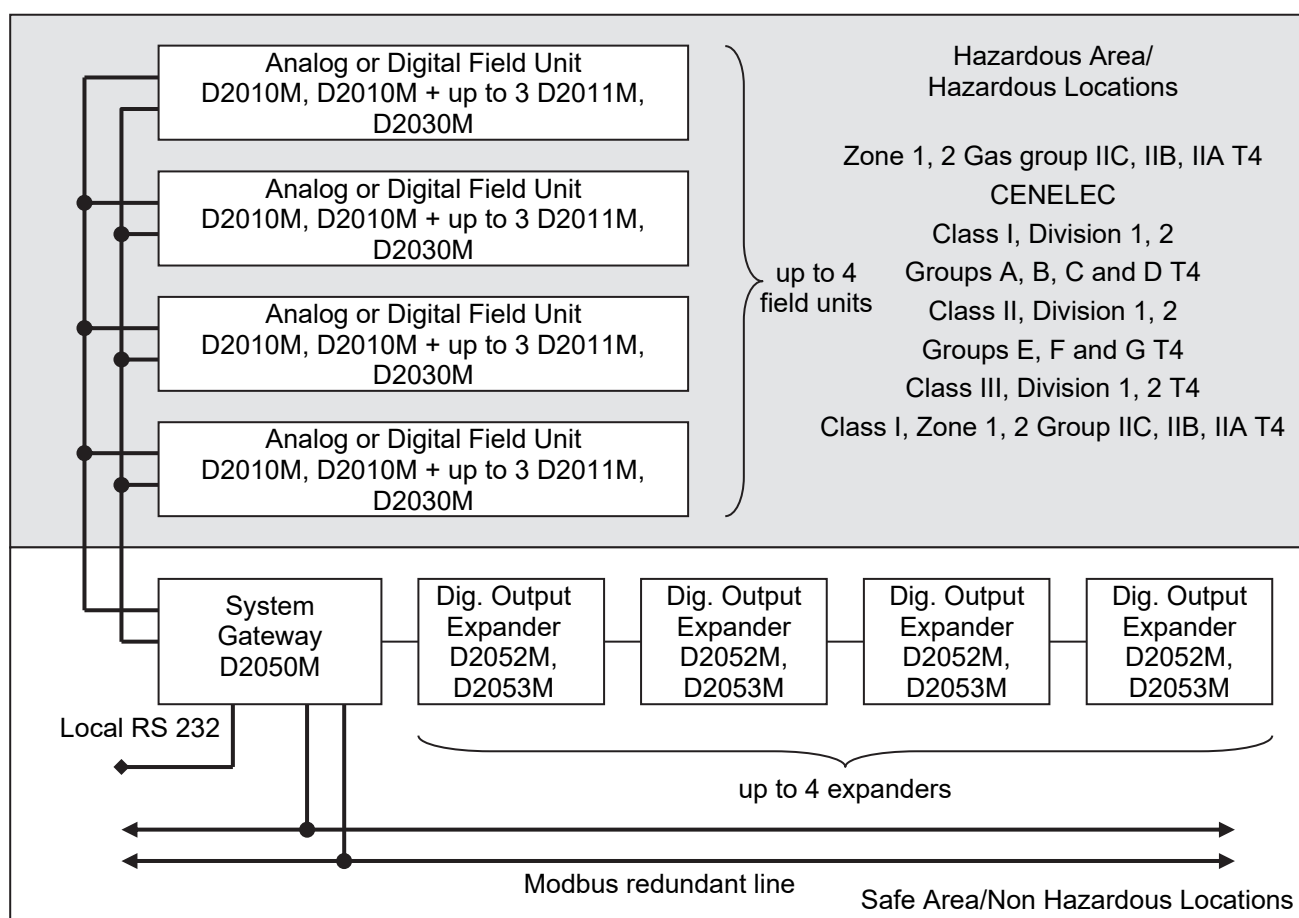 Analog or Digital Field Unit
D2010M, D2010M + up to 3 D2011M,
D2030M
Analog or Digital Field Unit
D2010M, D2010M + up to 3 D2011M,
D2030M
Analog or Digital Field Unit
D2010M, D2010M + up to 3 D2011M,
D2030M
Analog or Digital Field Unit
D2010M, D2010M + up to 3 D2011M,
D2030M
up to 4
field units
Hazardous Area/
Hazardous Locations
Zone 1, 2 Gas group IIC, IIB, IIA T4
CENELEC
Class I, Division 1, 2
Groups A, B, C and D T4
Class II, Division 1, 2
Groups E, F and G T4
Class III, Division 1, 2 T4
Class I, Zone 1, 2 Group IIC, IIB, IIA T4
System
Gateway
D2050M
Dig. Output
Expander
D2052M,
D2053M
Dig. Output
Expander
D2052M,
D2053M
Dig. Output
Expander
D2052M,
D2053M
Dig. Output
Expander
D2052M,
D2053M
Local RS 232
up to 4 expanders
Modbus redundant line
Safe Area/Non Hazardous Locations